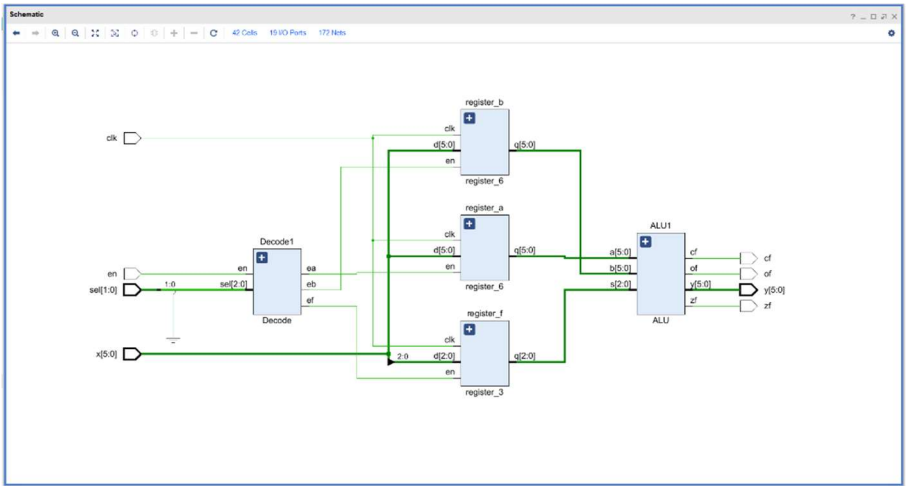 Schematic
42 Cells 19 I/O Ports 172 Nets
register_b
clk
clk
d[5:0] q[5:0]
en
register_6
register_a
clk
d[5:0] q[5:0]
en
register_6
register_f
clk
d[2:0] q[2:0]
2:0
en
register_3
Decode1
en
en
ea
sel[1:0]
1:0
sel[2:0]
eb
ef
Decode
x[5:0]
ALU1
a[5:0] cf
cf
b[5:0] of
of
s[2:0] y[5:0]
y[5:0]
zf
zf
ALU